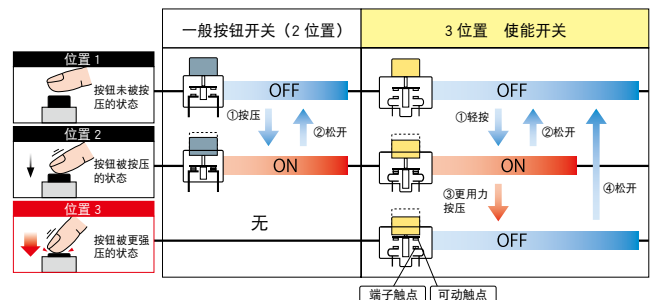 一般按钮开关（2 位置）
3 位置　使能开关
位置 1
按钮未被按
压的状态
OFF
OFF
①按压
②松开
①轻按
②松开
位置 2
按钮被按压
的状态
ON
ON
③更用力
按压
④松开
位置 3
按钮被更强
压的状态
无
OFF
端子触点
可动触点